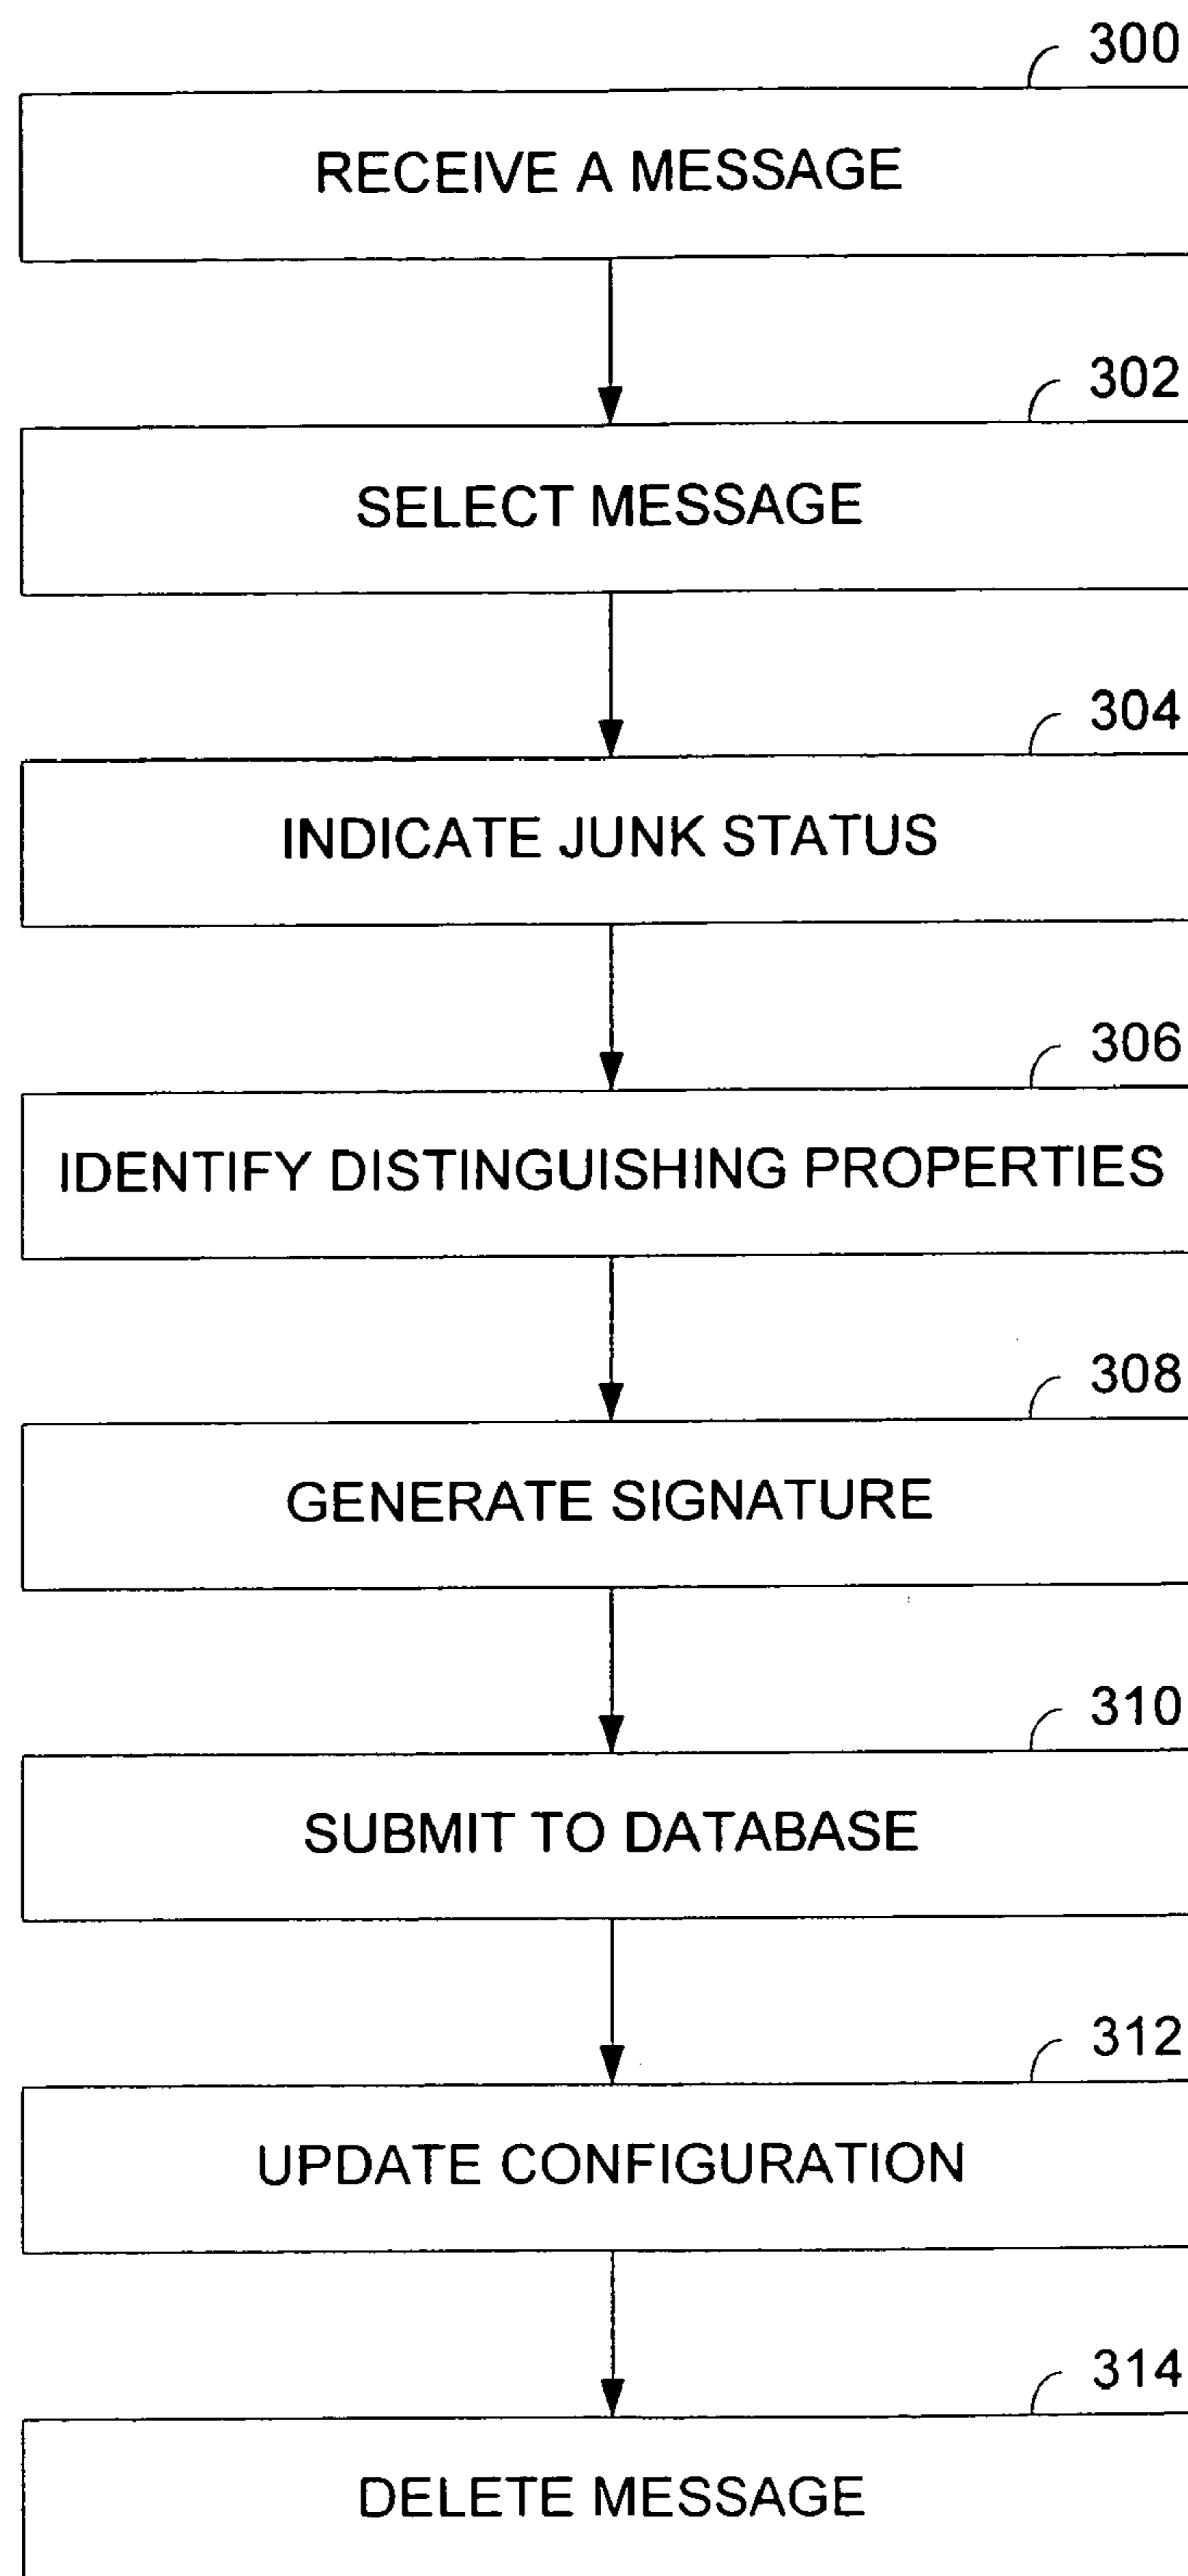 300
RECEIVE A MESSAGE
302
SELECT MESSAGE
304
INDICATE JUNK STATUS
306
IDENTIFY DISTINGUISHING PROPERTIES
308
GENERATE SIGNATURE
310
SUBMIT TO DATABASE
312
UPDATE CONFIGURATION
314
DELETE MESSAGE